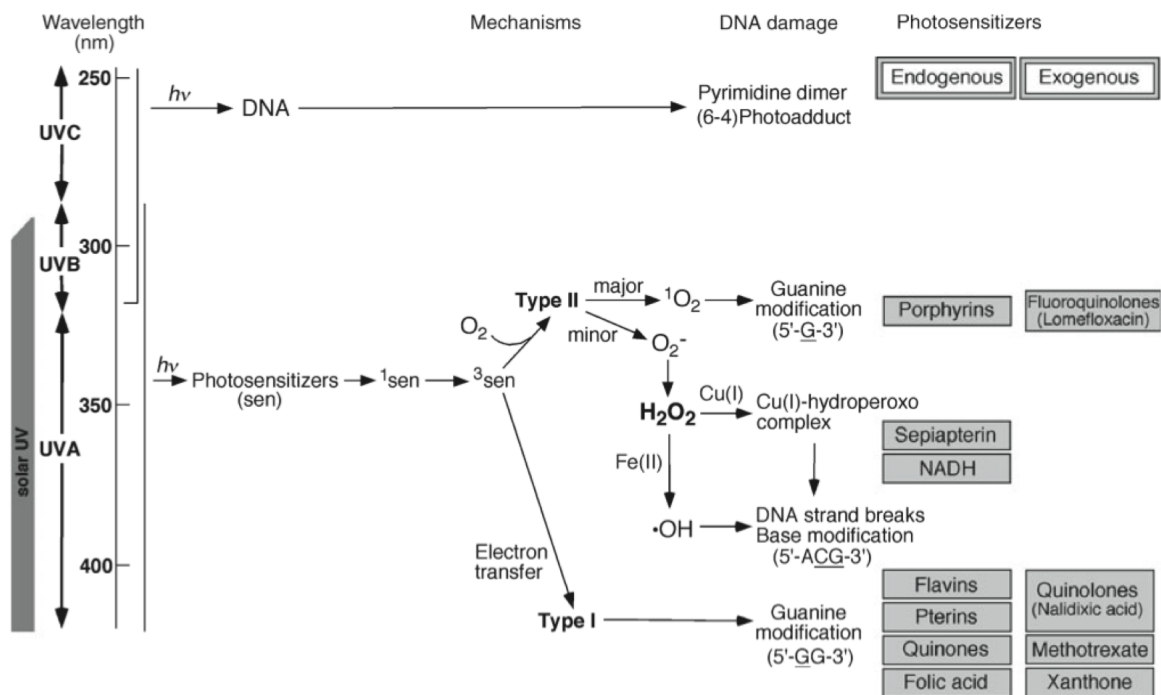 Wavelength
(nm)
Mechanisms
DNA damage
Photosensitizers
250
Endogenous
Exogenous
hν
DNA
Pyrimidine dimer
(6-4)Photoadduct
UVC
300
UVB
Type II
major
¹O₂
Guanine
modification
(5'-G-3')
Porphyrins
Fluoroquinolones
(Lomefloxacin)
O₂
minor
O₂⁻
hν
Photosensitizers
(sen)
¹sen
³sen
350
H₂O₂
Cu(I)
Cu(I)-hydroperoxo
complex
solar UV
UVA
Sepiapterin
NADH
Fe(II)
•OH
DNA strand breaks
Base modification
(5'-ACG-3')
400
Electron
transfer
Type I
Guanine
modification
(5'-GG-3')
Flavins
Pterins
Quinones
Folic acid
Quinolones
(Nalidixic acid)
Methotrexate
Xanthone